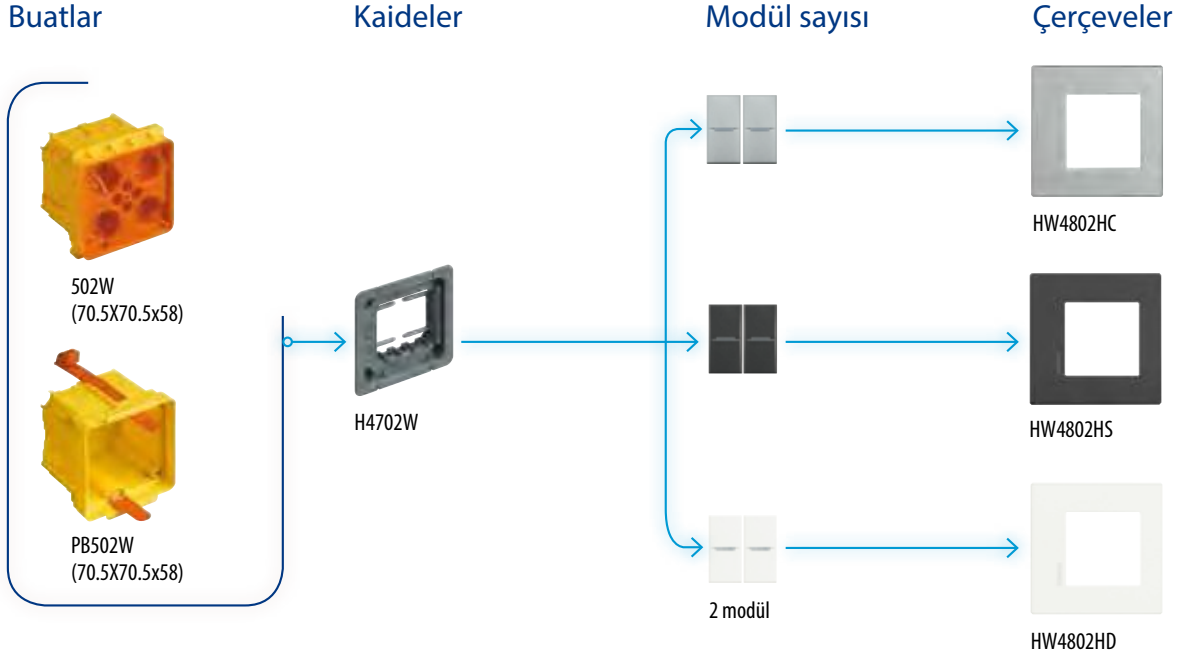 Buatlar
Kaideler
Modül sayısı
Çerçeveler
502W
(70.5X70.5x58)
PB502W
(70.5X70.5x58)
H4702W
2 modül
HW4802HC
HW4802HS
HW4802HD